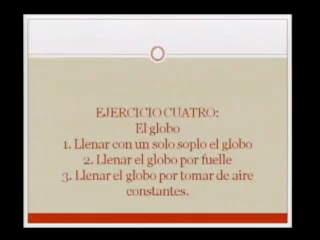 EJERCICIO CUATRO:
El globo
1. Llenar con un solo soplo el globo
2. Llenar el globo por fuelle
3. Llenar el globo por tomar de aire
constantes.